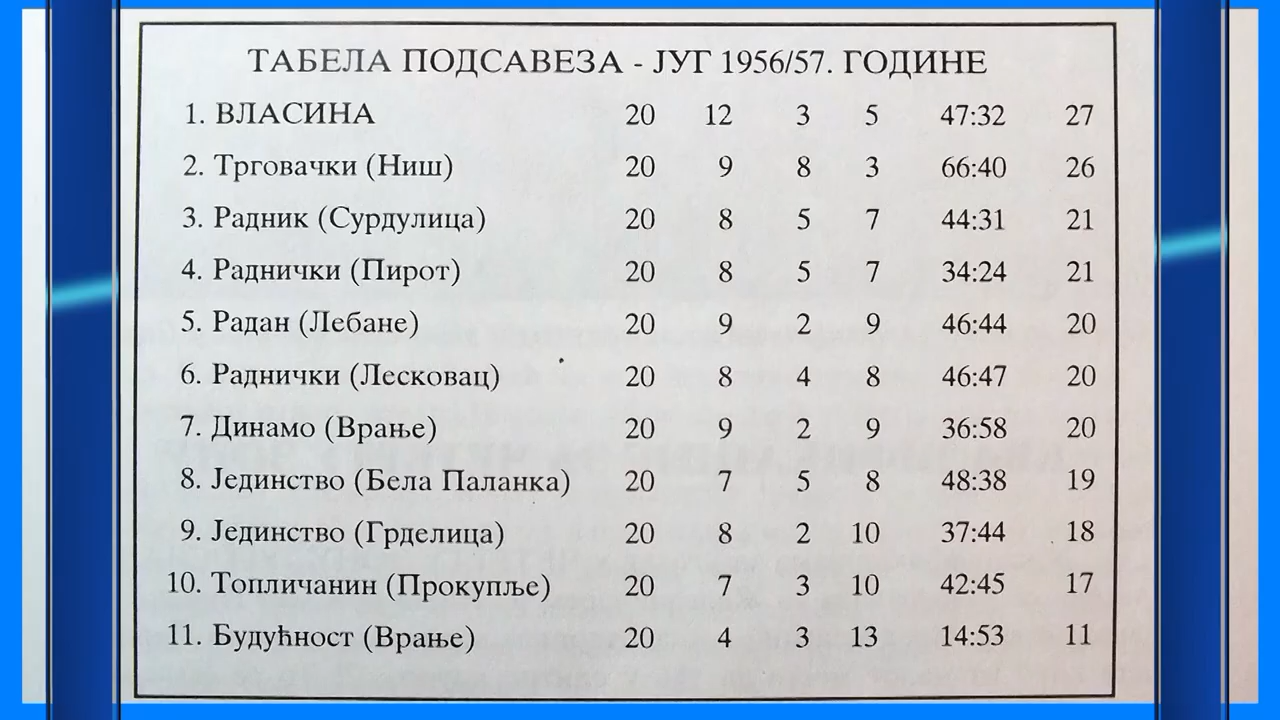 ТАБЕЛА ПОДСАВЕЗА - ЈУГ 1956/57. ГОДИНЕ
1. ВЛАСИНА 20 12 3 5 47:32 27
2. Трговачки (Ниш) 20 9 8 3 66:40 26
3. Радник (Сурдулица) 20 8 5 7 44:31 21
4. Раднички (Пирот) 20 8 5 7 34:24 21
5. Радан (Лебане) 20 9 2 9 46:44 20
6. Раднички (Лесковац) 20 8 4 8 46:47 20
7. Динамо (Врање) 20 9 2 9 36:58 20
8. Јединство (Бела Паланка) 20 7 5 8 48:38 19
9. Јединство (Грделица) 20 8 2 10 37:44 18
10. Топличанин (Прокупље) 20 7 3 10 42:45 17
11. Будућност (Врање) 20 4 3 13 14:53 11